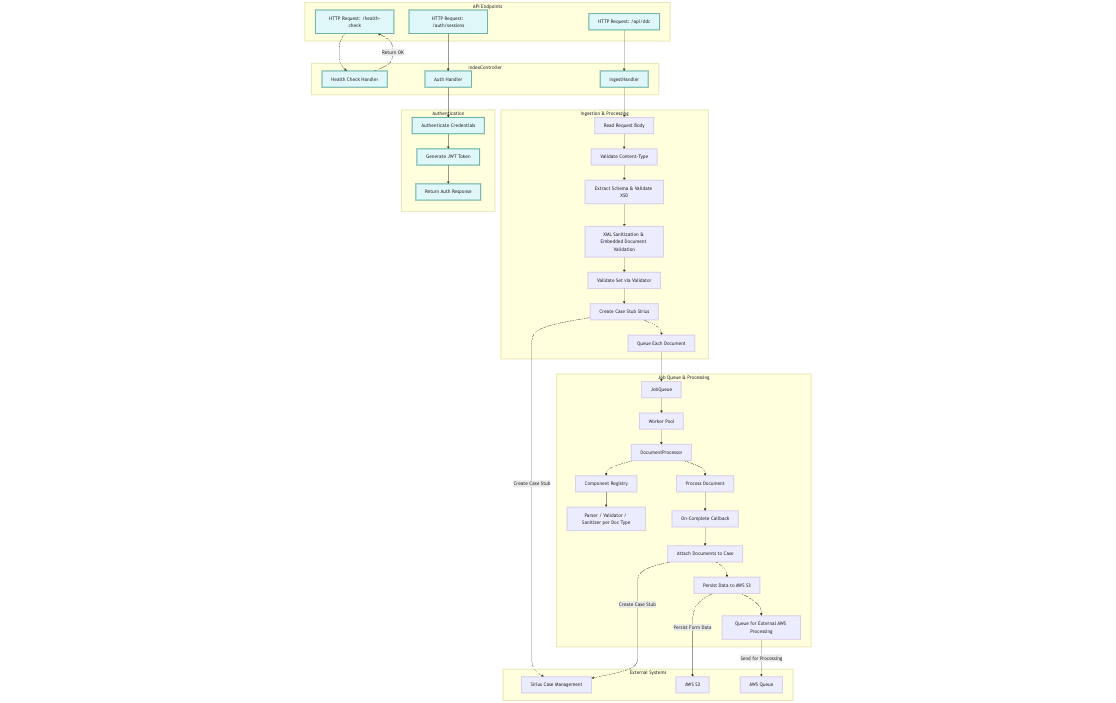 API Endpoints
HTTP Request: /health-
check
HTTP Request:
/auth/sessions
HTTP Request: /api/ddc
Return OK
IndexController
Health Check Handler
Auth Handler
IngestHandler
Authentication
Authenticate Credentials
Generate JWT Token
Return Auth Response
Ingestion & Processing
Read Request Body
Validate Content-Type
Extract Schema & Validate
XSD
XML Sanitization &
Embedded Document
Validation
Validate Set via Validator
Create Case Stub Sirius
Queue Each Document
Job Queue & Processing
JobQueue
Worker Pool
DocumentProcessor
Component Registry
Process Document
Create Case Stub
Parser / Validator /
Sanitizer per Doc Type
On-Complete Callback
Attach Documents to Case
Persist Data to AWS S3
Create Case Stub
Persist Form Data
Queue for External AWS
Processing
Send for Processing
External Systems
Sirius Case Management
AWS S3
AWS Queue